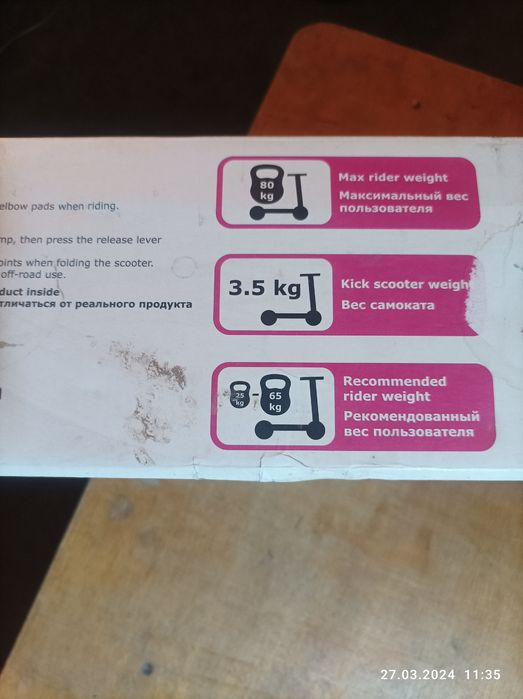 elbow pads when riding.
mp, then press the release lever
oints when folding the scooter.
off-road use.
duct inside
тличаться от реального продукта
80
kg
Max rider weight
Максимальный вес
пользователя
3.5 kg
Kick scooter weigh
Вес самоката
25
kg
-
65
kg
Recommended
rider weight
Рекомендованный
вес пользователя
27.03.2024 11:35